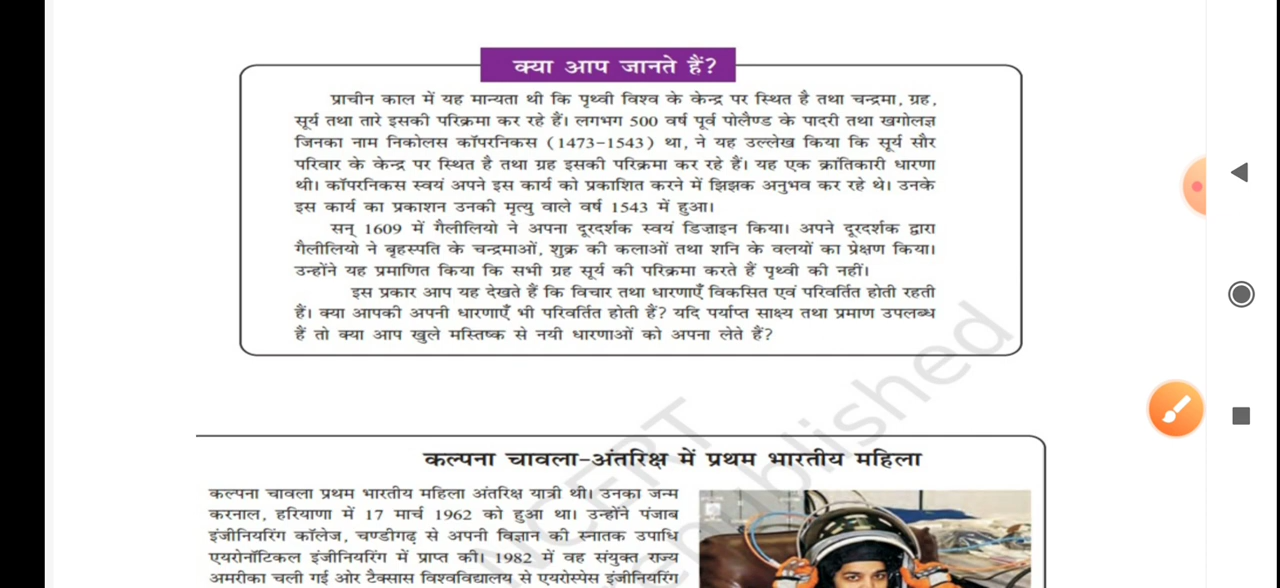 क्या आप जानते हैं?
प्राचीन काल में यह मान्यता थी कि पृथ्वी विश्व के केन्द्र पर स्थित है तथा चन्द्रमा, ग्रह,
सूर्य तथा तारे इसकी परिक्रमा कर रहे हैं। लगभग 500 वर्ष पूर्व पोलैण्ड के पादरी तथा खगोलज्ञ
जिनका नाम निकोलस कॉपरनिकस (1473-1543) था, ने यह उल्लेख किया कि सूर्य सौर
परिवार के केन्द्र पर स्थित है तथा ग्रह इसकी परिक्रमा कर रहे हैं। यह एक क्रांतिकारी धारणा
थी। कॉपरनिकस स्वयं अपने इस कार्य को प्रकाशित करने में झिझक अनुभव कर रहे थे। उनके
इस कार्य का प्रकाशन उनकी मृत्यु वाले वर्ष 1543 में हुआ।
सन् 1609 में गैलीलियो ने अपना दूरदर्शक स्वयं डिज़ाइन किया। अपने दूरदर्शक द्वारा
गैलीलियो ने बृहस्पति के चन्द्रमाओं, शुक्र की कलाओं तथा शनि के वलयों का प्रेक्षण किया।
उन्होंने यह प्रमाणित किया कि सभी ग्रह सूर्य की परिक्रमा करते हैं पृथ्वी की नहीं।
इस प्रकार आप यह देखते हैं कि विचार तथा धारणाएँ विकसित एवं परिवर्तित होती रहती
हैं। क्या आपकी अपनी धारणाएँ भी परिवर्तित होती हैं? यदि पर्याप्त साक्ष्य तथा प्रमाण उपलब्ध
हैं तो क्या आप खुले मस्तिष्क से नयी धारणाओं को अपना लेते हैं?
कल्पना चावला-अंतरिक्ष में प्रथम भारतीय महिला
कल्पना चावला प्रथम भारतीय महिला अंतरिक्ष यात्री थी। उनका जन्म
करनाल, हरियाणा में 17 मार्च 1962 को हुआ था। उन्होंने पंजाब
इंजीनियरिंग कॉलेज, चण्डीगढ़ से अपनी विज्ञान की स्नातक उपाधि
एयरोनॉटिकल इंजीनियरिंग में प्राप्त की। 1982 में वह संयुक्त राज्य
अमरीका चली गई ओर टैक्सास विश्वविद्यालय से एयरोस्पेस इंजीनियरिंग
NCERT
republished